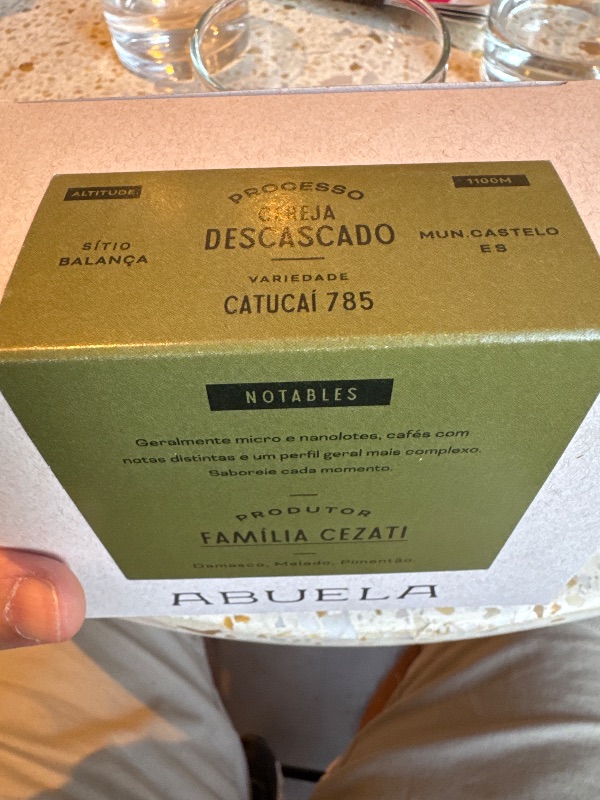 ALTITUDE:
1100M
PROCESSO
CEREJA
DESCASCADO
SÍTIO
BALANÇA
MUN.CASTELO
ES
VARIEDADE
CATUCAÍ 785
NOTABLES
Geralmente micro e nanolotes, cafés com
notas distintas e um perfil geral mais complexo.
Saboreie cada momento.
PRODUTOR
FAMÍLIA CEZATI
Damasco, Melado, Pimentão.
ABUELA